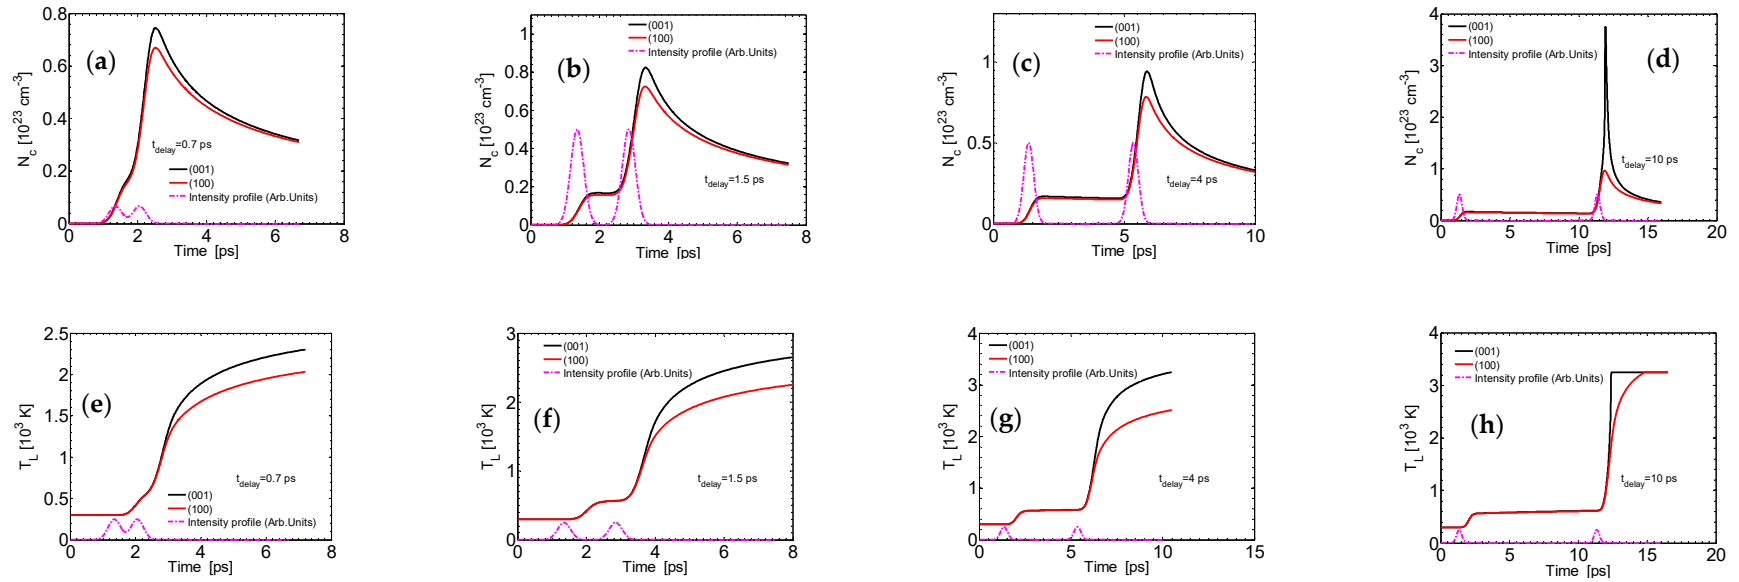 (a)
N_c [10^23 cm^-3]
0.8
0.6
0.4
0.2
0
t_delay=0.7 ps
(001)
(100)
Intensity profile (Arb.Units)
0 2 4 6 8
Time [ps]
(b)
N_c [10^23 cm^-3]
1
0.8
0.6
0.4
0.2
0
(001)
(100)
Intensity profile (Arb.Units)
t_delay=1.5 ps
0 2 4 6 8
Time [ps]
(c)
N_c [10^23 cm^-3]
1
0.5
0
(001)
(100)
Intensity profile (Arb.Units)
t_delay=4 ps
0 5 10
Time [ps]
(d)
N_c [10^23 cm^-3]
4
3
2
1
0
(001)
(100)
Intensity profile (Arb.Units)
t_delay=10 ps
0 5 10 15 20
Time [ps]
(e)
T_L [10^3 K]
2.5
2
1.5
1
0.5
0
t_delay=0.7 ps
(001)
(100)
Intensity profile (Arb.Units)
0 2 4 6 8
Time [ps]
(f)
T_L [10^3 K]
3
2
1
0
(001)
(100)
Intensity profile (Arb.Units)
t_delay=1.5 ps
0 2 4 6 8
Time [ps]
(g)
T_L [10^3 K]
4
3
2
1
0
(001)
(100)
Intensity profile (Arb.Units)
t_delay=4 ps
0 5 10 15
Time [ps]
(h)
T_L [10^3 K]
4
3
2
1
0
(001)
(100)
Intensity profile (Arb.Units)
t_delay=10 ps
0 5 10 15 20
Time [ps]